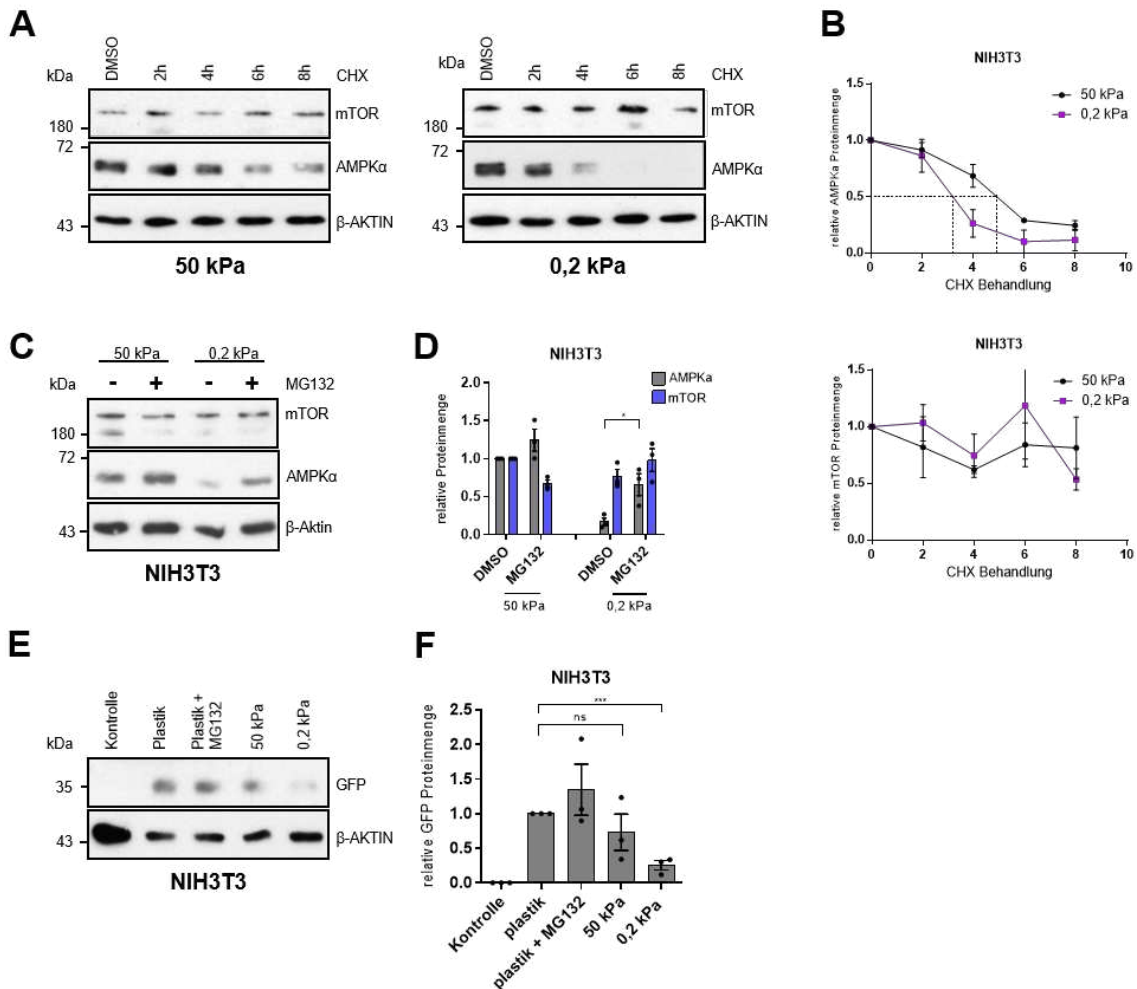 A
kDa
DMSO
2h
4h
6h
8h
CHX
mTOR
180
72
AMPKα
43
β-AKTIN
50 kPa
kDa
DMSO
2h
4h
6h
8h
CHX
mTOR
180
72
AMPKα
43
β-AKTIN
0,2 kPa
B
NIH3T3
50 kPa
0,2 kPa
relative AMPKa Proteinmenge
1.5
1.0
0.5
0.0
0 2 4 6 8 10
CHX Behandlung
NIH3T3
50 kPa
0,2 kPa
relative mTOR Proteinmenge
1.5
1.0
0.5
0.0
0 2 4 6 8 10
CHX Behandlung
C
50 kPa 0,2 kPa
kDa - + - + MG132
mTOR
180
72
AMPKα
43
β-Aktin
NIH3T3
D
NIH3T3
AMPKa
mTOR
relative Proteinmenge
2.0
1.5
1.0
0.5
0.0
*
DMSO
MG132
DMSO
MG132
50 kPa
0,2 kPa
E
Kontrolle
Plastik
Plastik +
MG132
50 kPa
0,2 kPa
kDa
35
GFP
43
β-AKTIN
NIH3T3
F
NIH3T3
relative GFP Proteinmenge
2.5
2.0
1.5
1.0
0.5
0.0
***
ns
Kontrolle
plastik
plastik + MG132
50 kPa
0,2 kPa